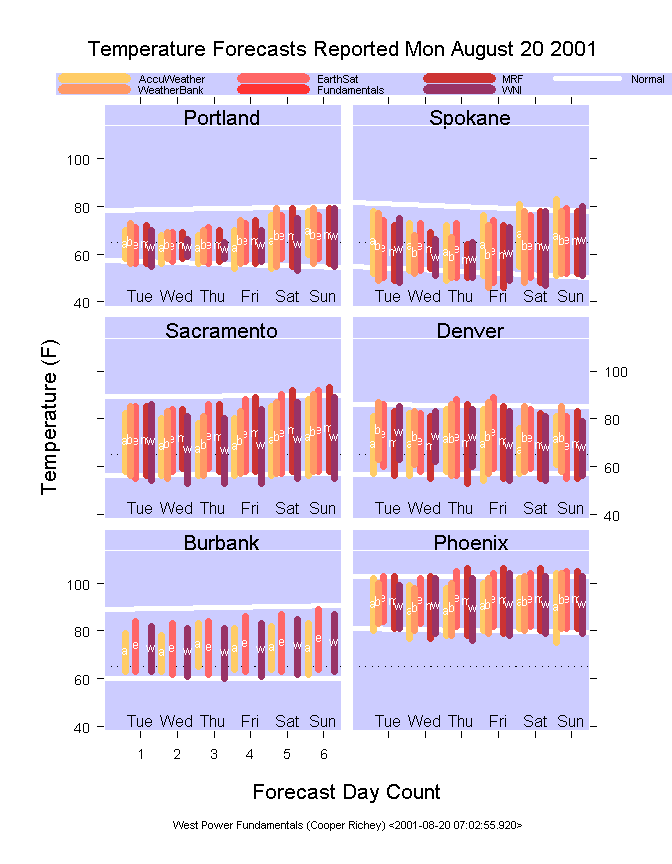 Temperature Forecasts Reported Mon August 20 2001
AccuWeather EarthSat MRF Normal
WeatherBank Fundamentals WNI
Portland Spokane
100
80
60
40
Tue Wed Thu Fri Sat Sun Tue Wed Thu Fri Sat Sun
Sacramento Denver
100
80
60
40
Tue Wed Thu Fri Sat Sun Tue Wed Thu Fri Sat Sun
Temperature (F)
Burbank Phoenix
100
80
60
40
Tue Wed Thu Fri Sat Sun Tue Wed Thu Fri Sat Sun
1 2 3 4 5 6
Forecast Day Count
West Power Fundamentals (Cooper Richey) <2001-08-20 07:02:55.920>